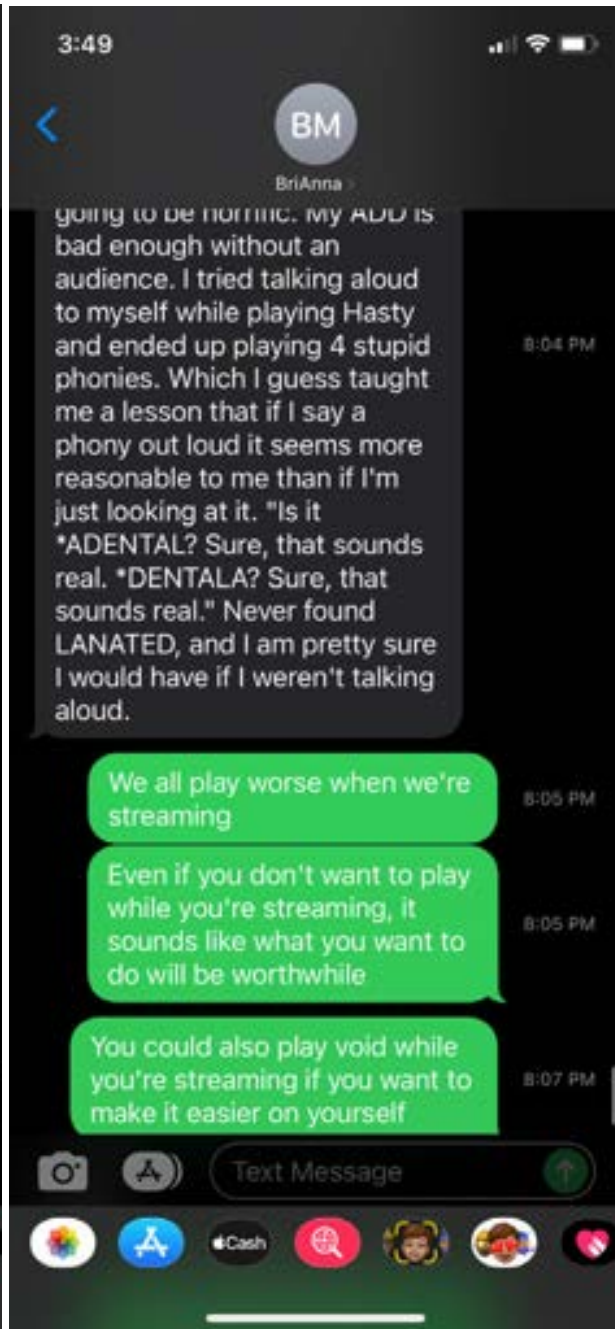 3:49
BM
BriAnna
going to be horrific. My ADD is
bad enough without an
audience. I tried talking aloud
to myself while playing Hasty
and ended up playing 4 stupid
8:04 PM
phonies. Which I guess taught
me a lesson that if I say a
phony out loud it seems more
reasonable to me than if I'm
just looking at it. "Is it
*ADENTAL? Sure, that sounds
real. *DENTALA? Sure, that
sounds real." Never found
LANATED, and I am pretty sure
I would have if I weren't talking
aloud.
We all play worse when we're
streaming
8:05 PM
Even if you don't want to play
while you're streaming, it
sounds like what you want to
do will be worthwhile
8:05 PM
You could also play void while
you're streaming if you want to
make it easier on yourself
8:07 PM
Text Message
Cash